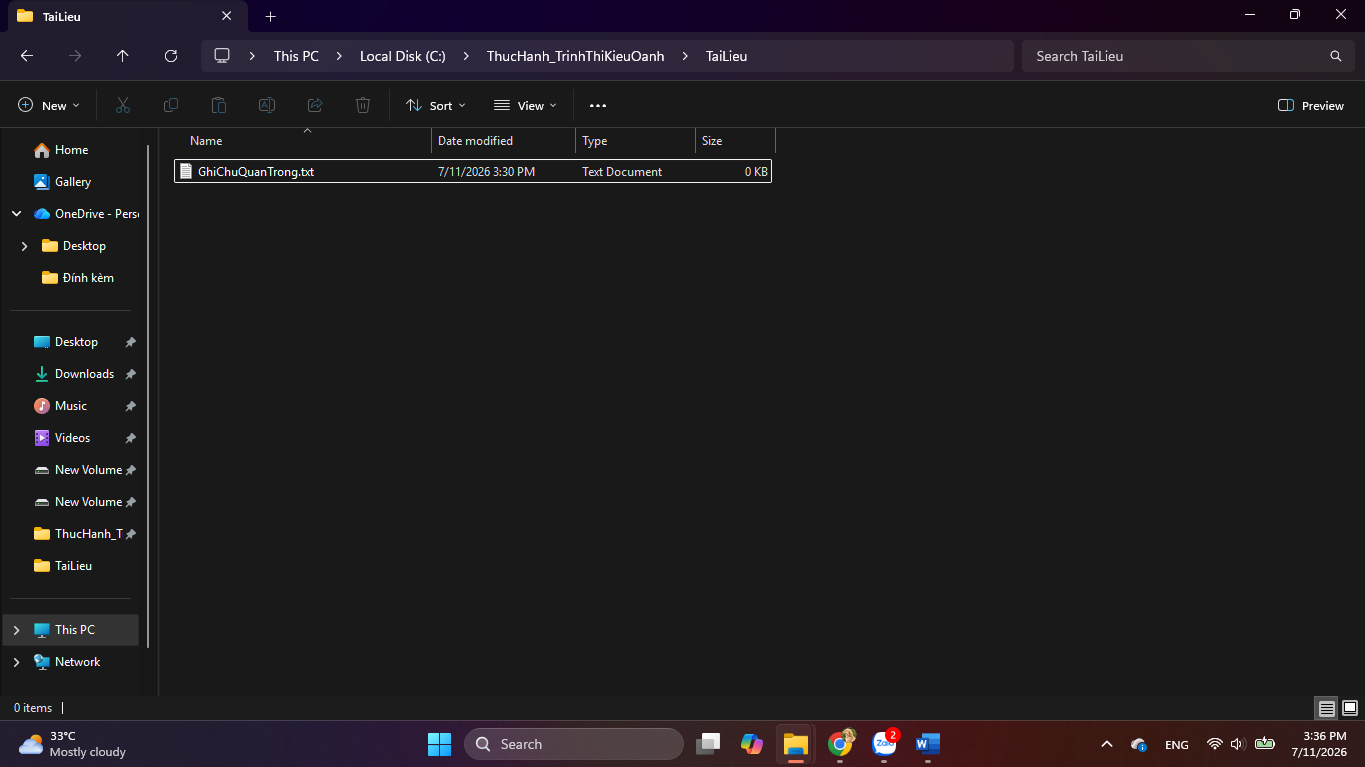 TaiLieu
This PC
Local Disk (C:)
ThucHanh_TrinhThiKieuOanh
TaiLieu
Search TaiLieu
New
Sort
View
Preview
Name
Date modified
Type
Size
GhiChuQuanTrong.txt
7/11/2026 3:30 PM
Text Document
0 KB
Home
Gallery
OneDrive - Pers
Desktop
Đính kèm
Desktop
Downloads
Music
Videos
New Volume
New Volume
ThucHanh_T
TaiLieu
This PC
Network
0 items
33°C
Mostly cloudy
Search
Zalo
2
W
ENG
3:36 PM
7/11/2026